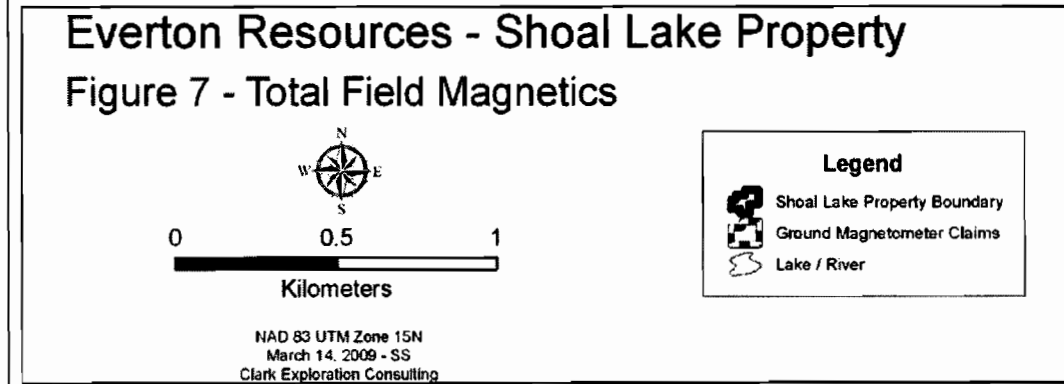 Everton Resources - Shoal Lake Property
Figure 7 - Total Field Magnetics
N
W E
S
0 0.5 1
Kilometers
NAD 83 UTM Zone 15N
March 14, 2009 - SS
Clark Exploration Consulting
Legend
Shoal Lake Property Boundary
Ground Magnetometer Claims
Lake / River